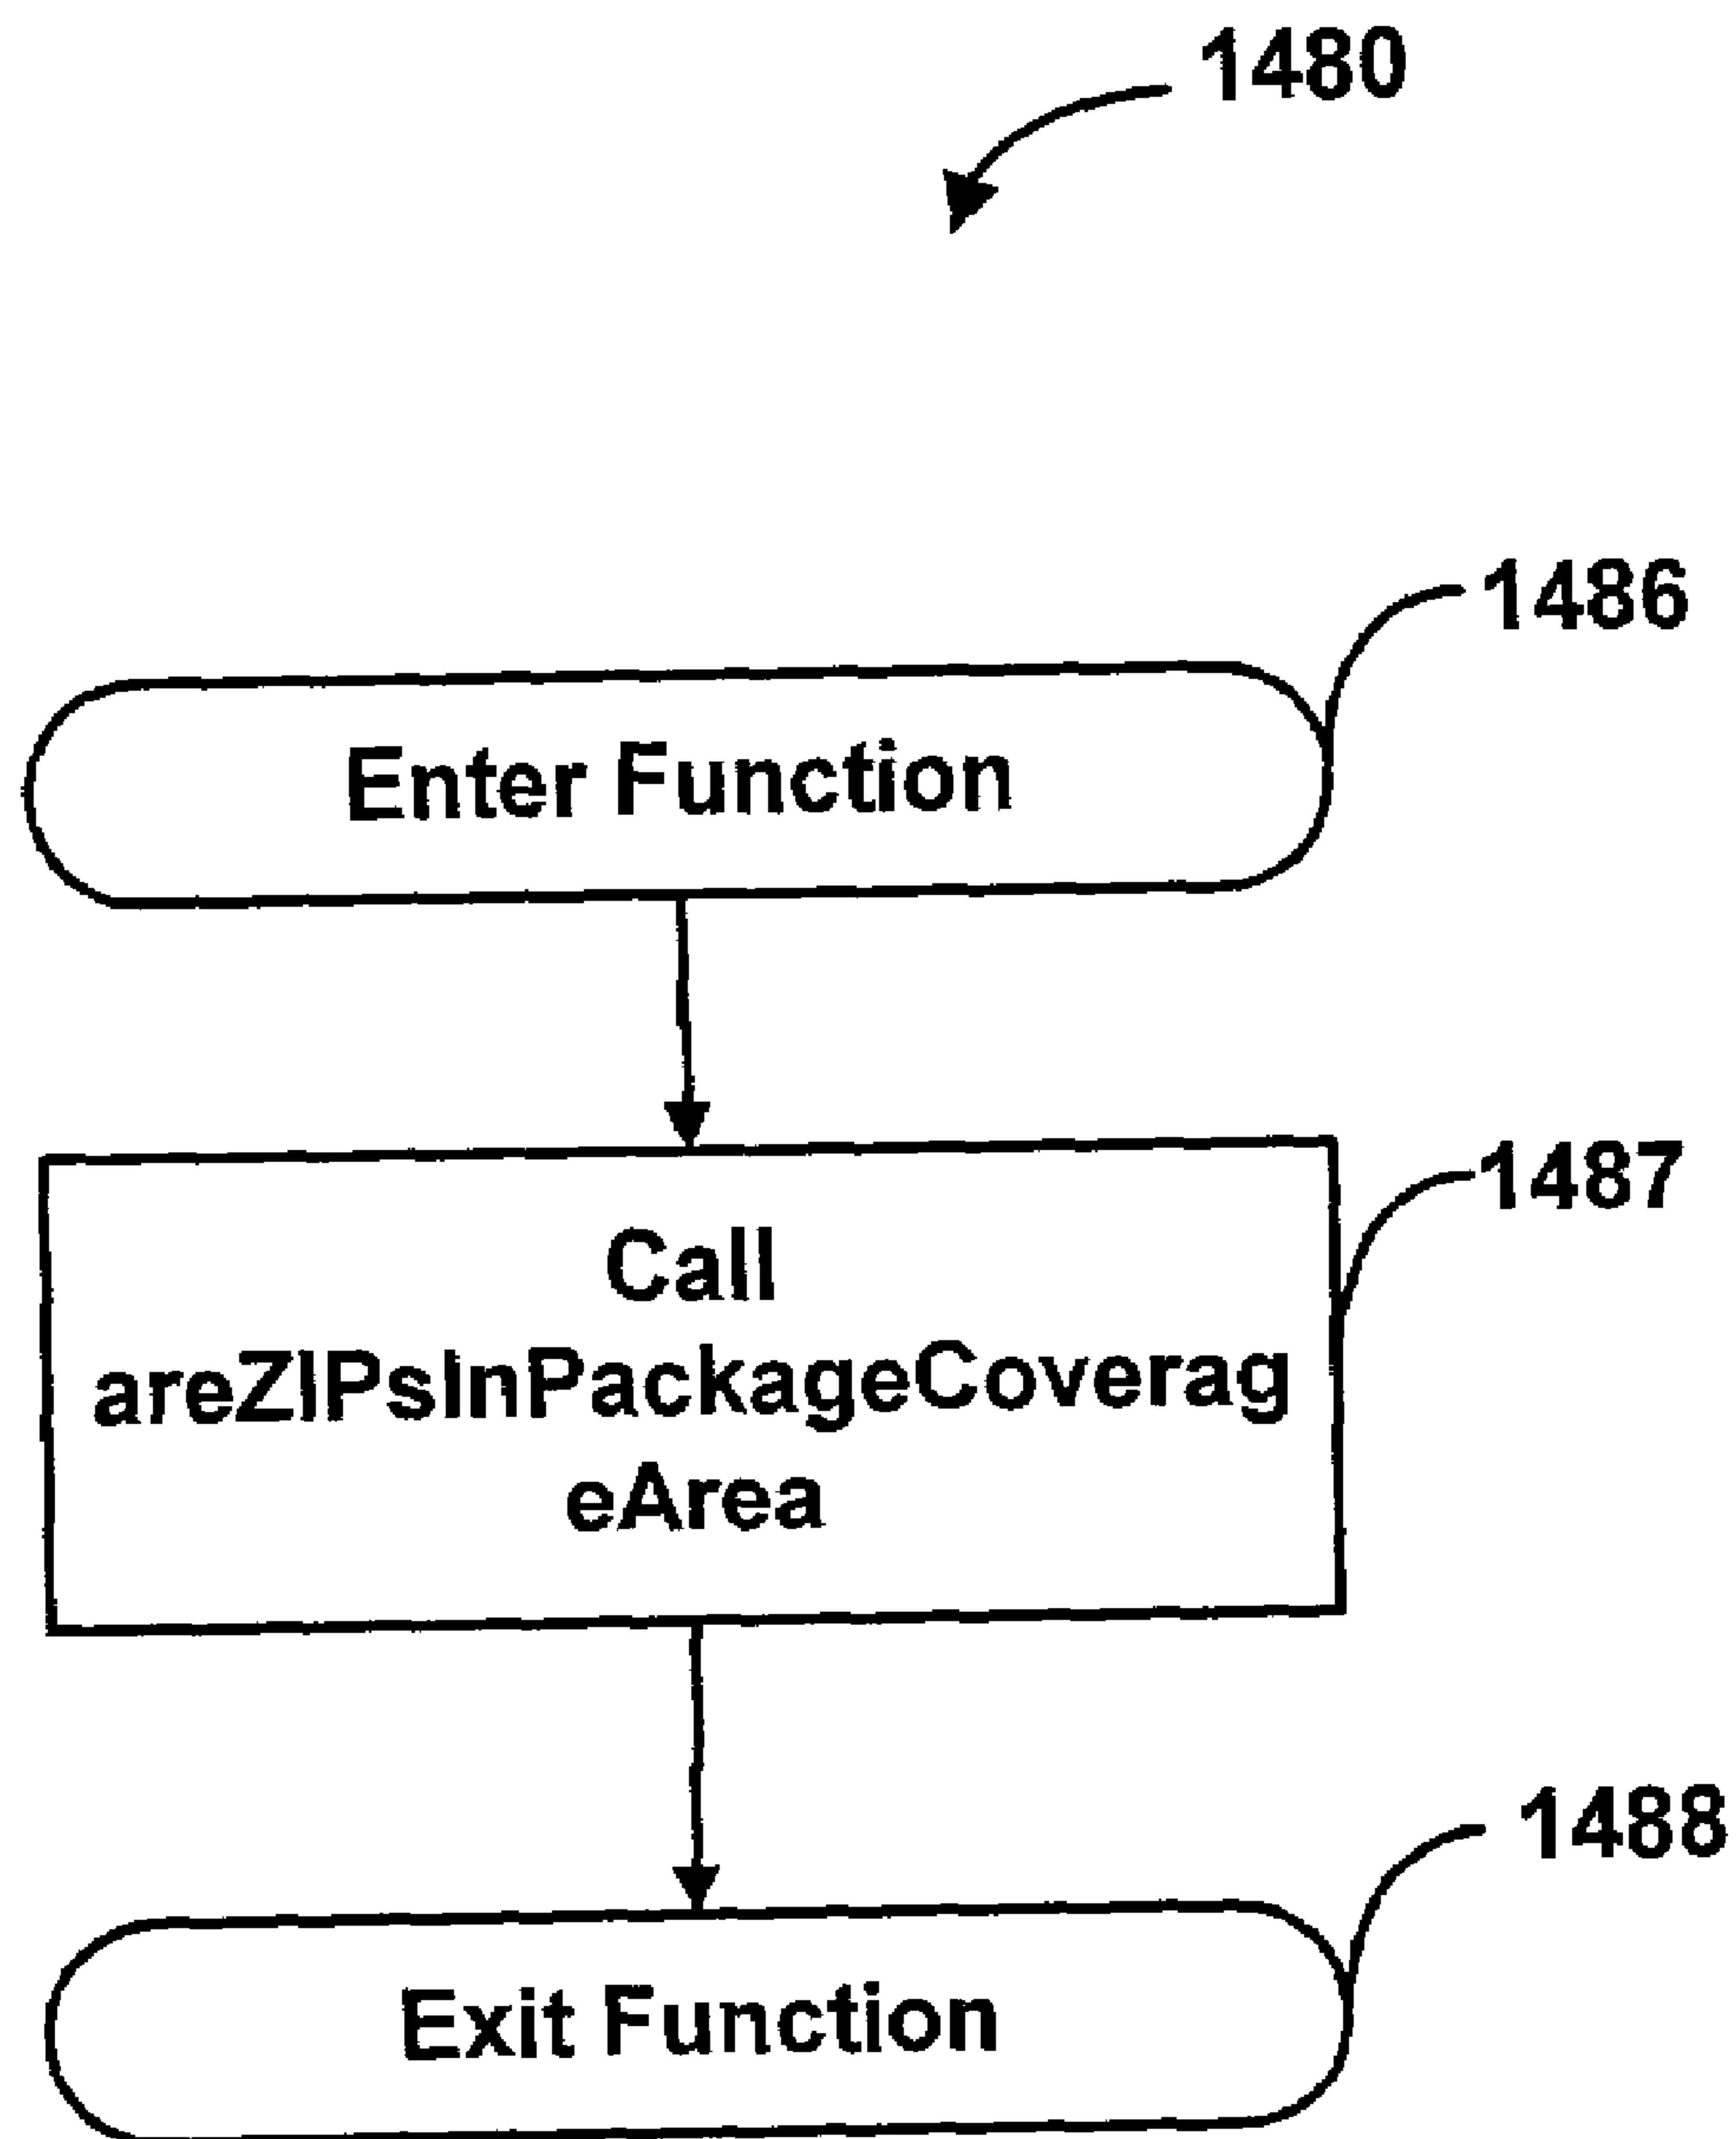 1480
1486
Enter Function
1487
Call
areZIPsInPackageCoverag
eArea
1488
Exit Function